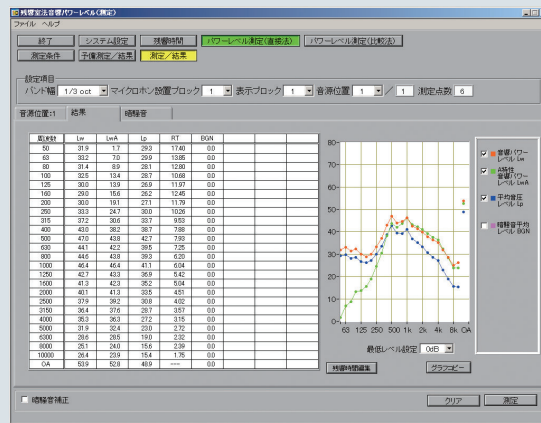 残響室法音響パワーレベル(測定)
ファイル ヘルプ
終了 システム設定 残響時間 パワーレベル測定(直接法) パワーレベル測定(比較法)
測定条件 予備測定/結果 測定/結果
設定項目
バンド幅 1/3 oct マイクロホン設置ブロック 1 表示ブロック 1 音源位置 1 / 1 測定点数 6
音源位置:1 結果 暗騒音
周波数 Lw LwA Lp RT BGN
50 31.9 1.7 29.3 17.40 0.0
63 33.2 7.0 29.9 13.85 0.0
80 31.4 8.9 28.1 12.80 0.0
100 32.5 13.4 28.7 10.68 0.0
125 30.0 13.9 26.9 11.97 0.0
160 29.0 15.6 26.2 12.45 0.0
200 30.0 19.1 27.1 11.79 0.0
250 33.3 24.7 30.0 10.26 0.0
315 37.2 30.6 33.7 9.53 0.0
400 43.0 38.2 38.7 7.88 0.0
500 47.0 43.8 42.7 7.93 0.0
630 44.1 42.2 39.5 7.25 0.0
800 44.6 43.8 39.3 6.20 0.0
1000 46.4 46.4 41.1 6.04 0.0
1250 42.7 43.3 36.9 5.42 0.0
1600 41.3 42.3 35.2 5.04 0.0
2000 40.1 41.3 33.5 4.51 0.0
2500 37.9 39.2 30.8 4.02 0.0
3150 36.4 37.6 28.7 3.57 0.0
4000 35.3 36.3 27.2 3.15 0.0
5000 31.9 32.4 23.0 2.72 0.0
6300 28.6 28.5 19.0 2.32 0.0
8000 25.1 24.0 15.6 2.39 0.0
10000 26.4 23.9 15.4 1.75 0.0
OA 53.9 52.8 48.9 --- 0.0
80
70
60
50
40
30
20
10
0
63 125 250 500 1k 2k 4k 8k OA
音響パワー
レベル Lw
A特性
音響パワー
レベル LwA
平均音圧
レベル Lp
暗騒音平均
レベル BGN
最低レベル設定 0dB
残響時間編集 グラフコピー
暗騒音補正 クリア 測定